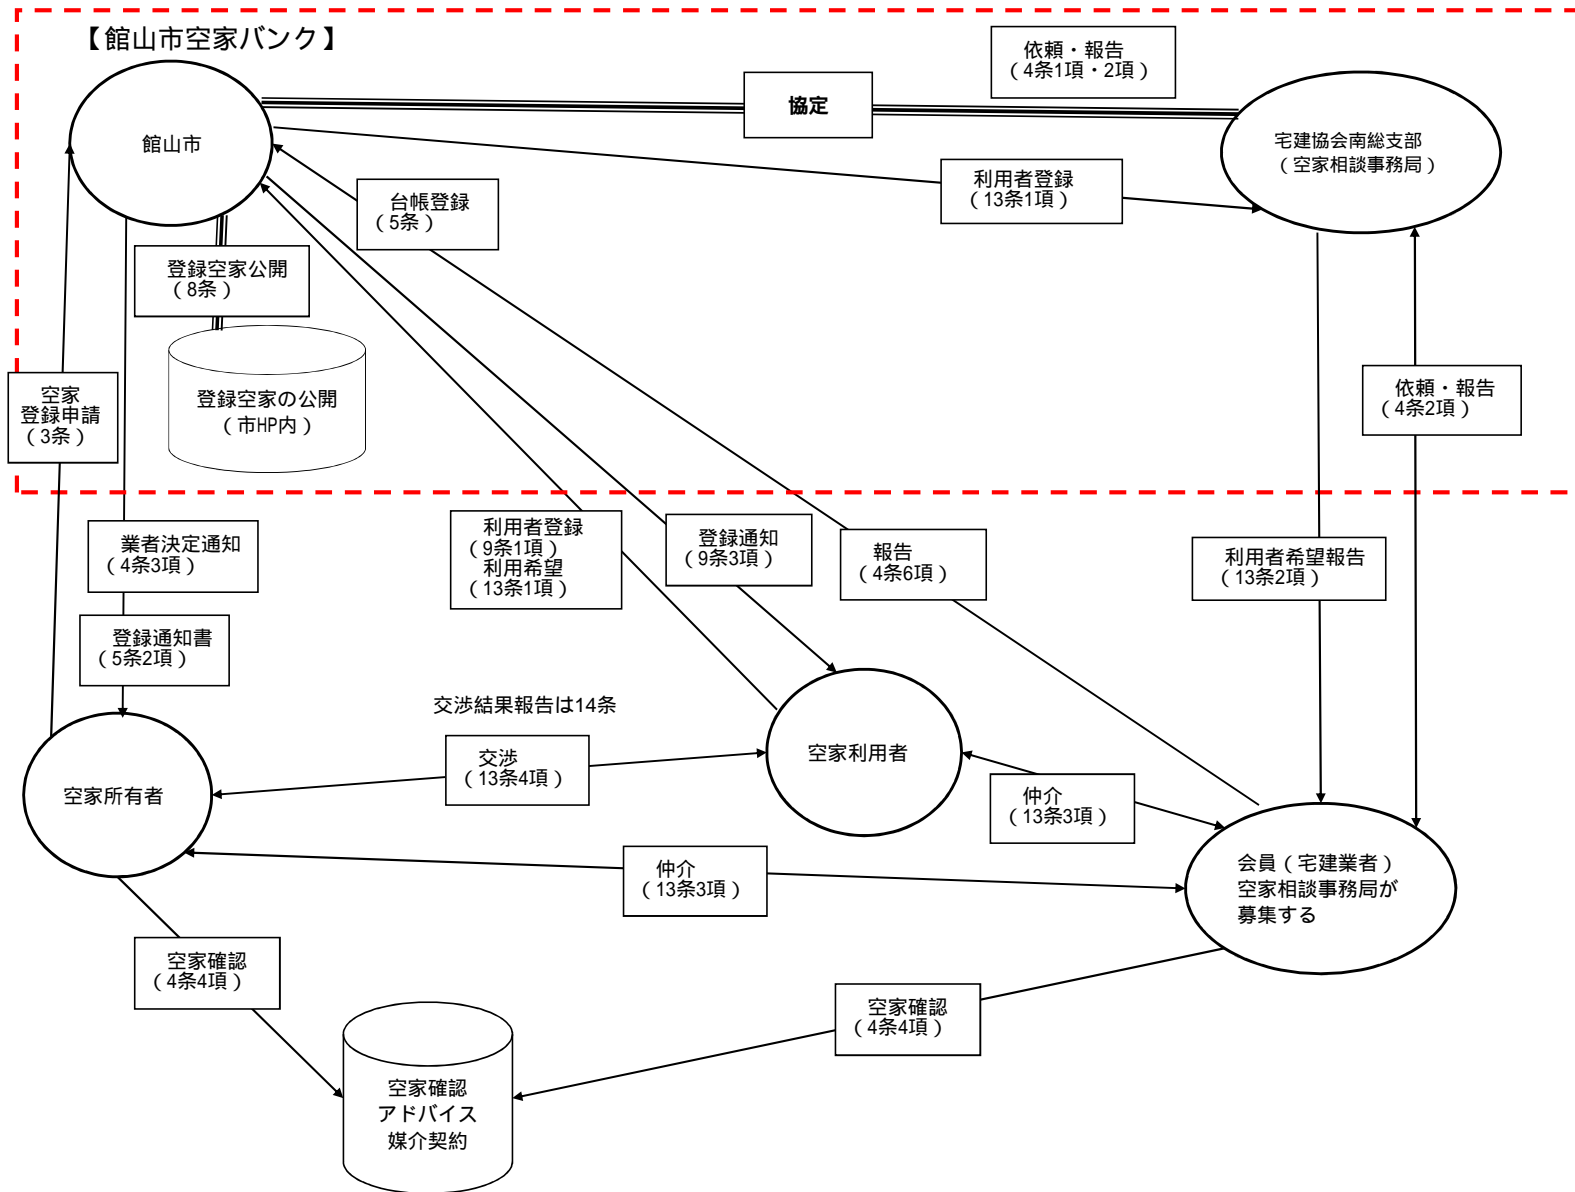 【館山市空家バンク】
依頼・報告
（4条1項・2項）
協定
館山市
宅建協会南総支部
（空家相談事務局）
利用者登録
（13条1項）
台帳登録
（5条）
登録空家公開
（8条）
登録空家の公開
（市HP内）
空家
登録申請
（3条）
依頼・報告
（4条2項）
業者決定通知
（4条3項）
利用者登録
（9条1項）
利用希望
（13条1項）
登録通知
（9条3項）
報告
（4条6項）
利用者希望報告
（13条2項）
登録通知書
（5条2項）
交渉結果報告は14条
交渉
（13条4項）
空家利用者
空家所有者
仲介
（13条3項）
仲介
（13条3項）
会員（宅建業者）
空家相談事務局が
募集する
空家確認
（4条4項）
空家確認
（4条4項）
空家確認
アドバイス
媒介契約